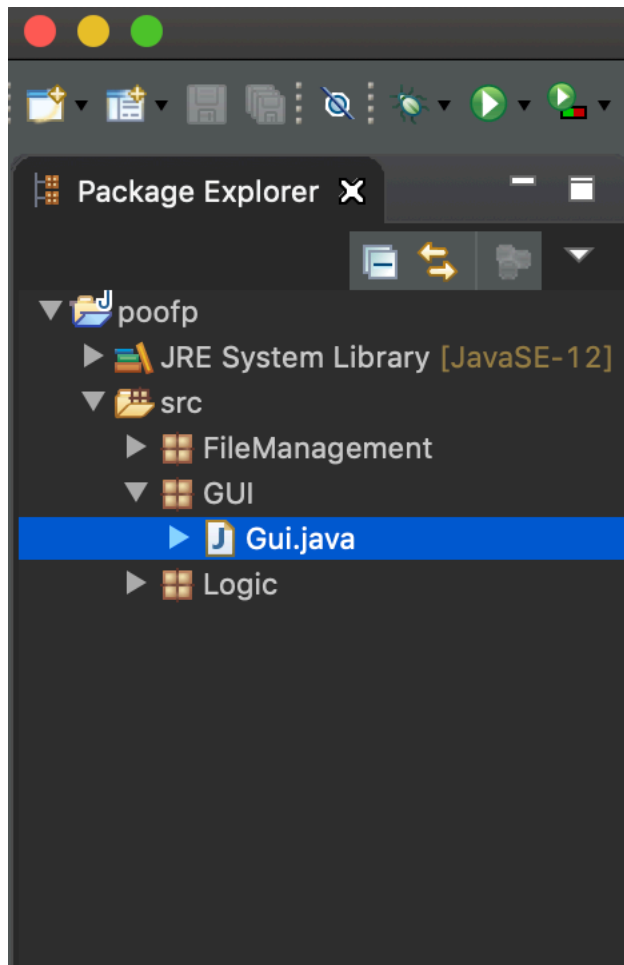 Package Explorer
poofp
JRE System Library [JavaSE-12]
src
FileManagement
GUI
Gui.java
Logic